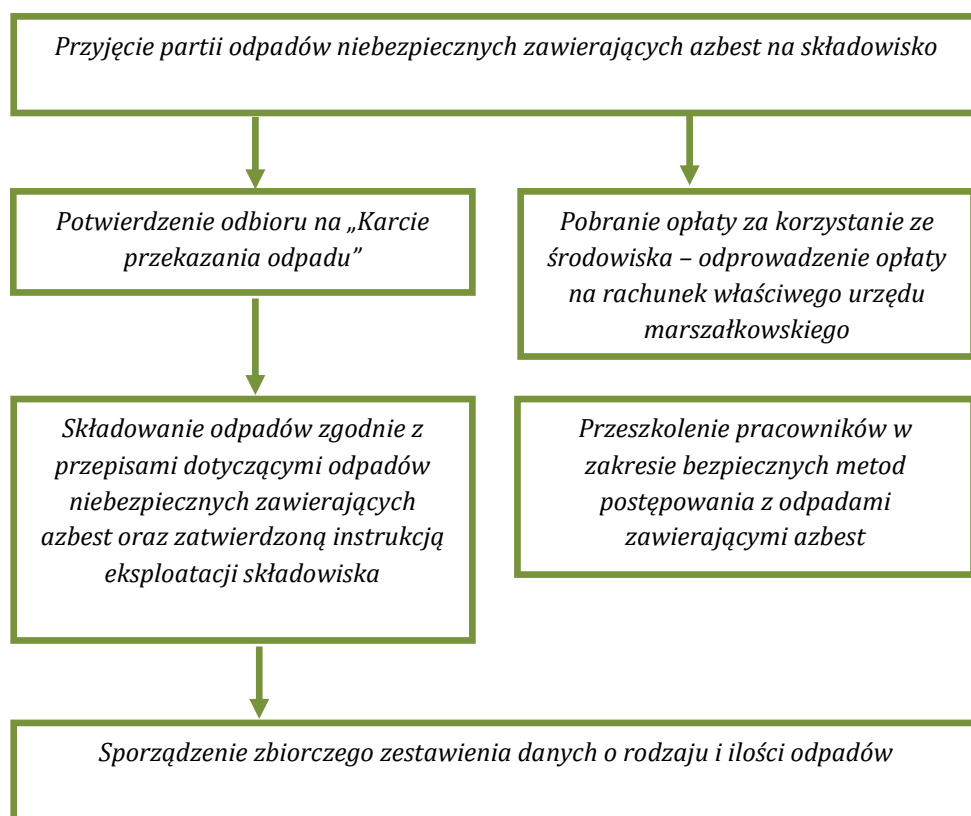 Przyjęcie partii odpadów niebezpiecznych zawierających azbest na składowisko
Potwierdzenie odbioru na „Karcie
przekazania odpadu”
Pobranie opłaty za korzystanie ze
środowiska – odprowadzenie opłaty
na rachunek właściwego urzędu
marszałkowskiego
Składowanie odpadów zgodnie z
przepisami dotyczącymi odpadów
niebezpiecznych zawierających
azbest oraz zatwierdzoną instrukcją
eksploatacji składowiska
Przeszkolenie pracowników w
zakresie bezpiecznych metod
postępowania z odpadami
zawierającymi azbest
Sporządzenie zbiorczego zestawienia danych o rodzaju i ilości odpadów